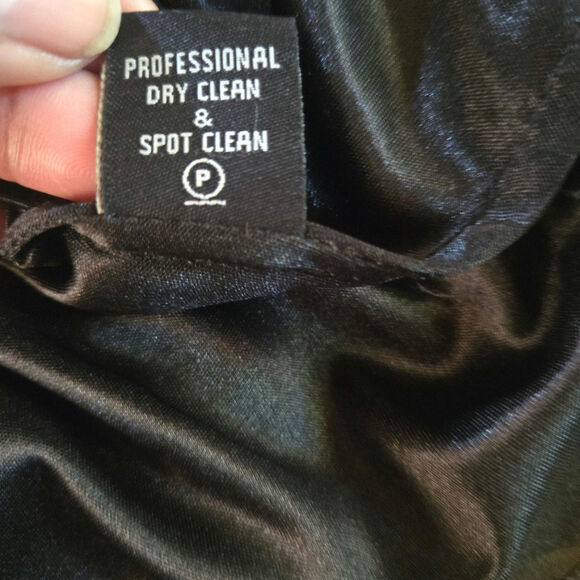 PROFESSIONAL
DRY CLEAN
&
SPOT CLEAN
P